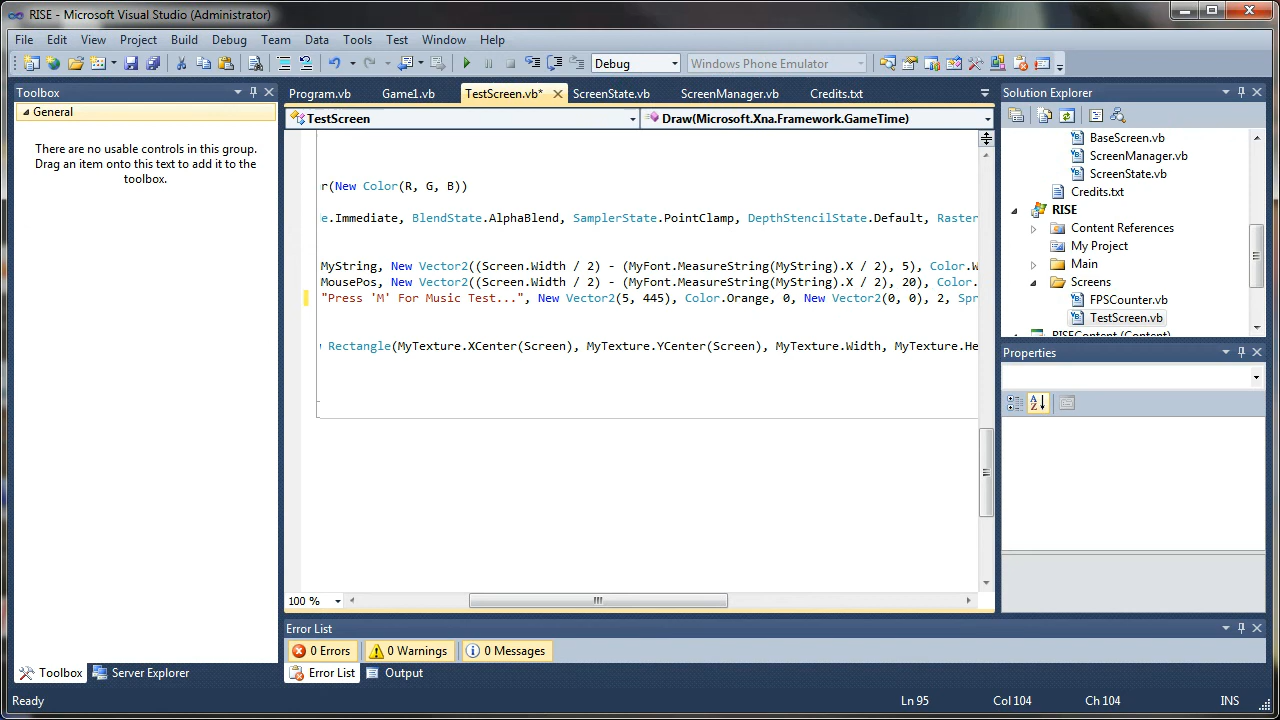 RISE - Microsoft Visual Studio (Administrator)
File Edit View Project Build Debug Team Data Tools Test Window Help
Debug Windows Phone Emulator
Toolbox
General
There are no usable controls in this group.
Drag an item onto this text to add it to the
toolbox.
Toolbox Server Explorer
Program.vb Game1.vb TestScreen.vb* ScreenState.vb ScreenManager.vb Credits.txt
TestScreen Draw(Microsoft.Xna.Framework.GameTime)
r(New Color(R, G, B))
e.Immediate, BlendState.AlphaBlend, SamplerState.PointClamp, DepthStencilState.Default, Raster
MyString, New Vector2((Screen.Width / 2) - (MyFont.MeasureString(MyString).X / 2), 5), Color.W
MousePos, New Vector2((Screen.Width / 2) - (MyFont.MeasureString(MyString).X / 2), 20), Color.
"Press 'M' For Music Test...", New Vector2(5, 445), Color.Orange, 0, New Vector2(0, 0), 2, Spr
Rectangle(MyTexture.XCenter(Screen), MyTexture.YCenter(Screen), MyTexture.Width, MyTexture.He
100 %
Error List
0 Errors 0 Warnings 0 Messages
Error List Output
Solution Explorer
BaseScreen.vb
ScreenManager.vb
ScreenState.vb
Credits.txt
RISE
Content References
My Project
Main
Screens
FPSCounter.vb
TestScreen.vb
RISEContent (Content)
Properties
Ready Ln 95 Col 104 Ch 104 INS